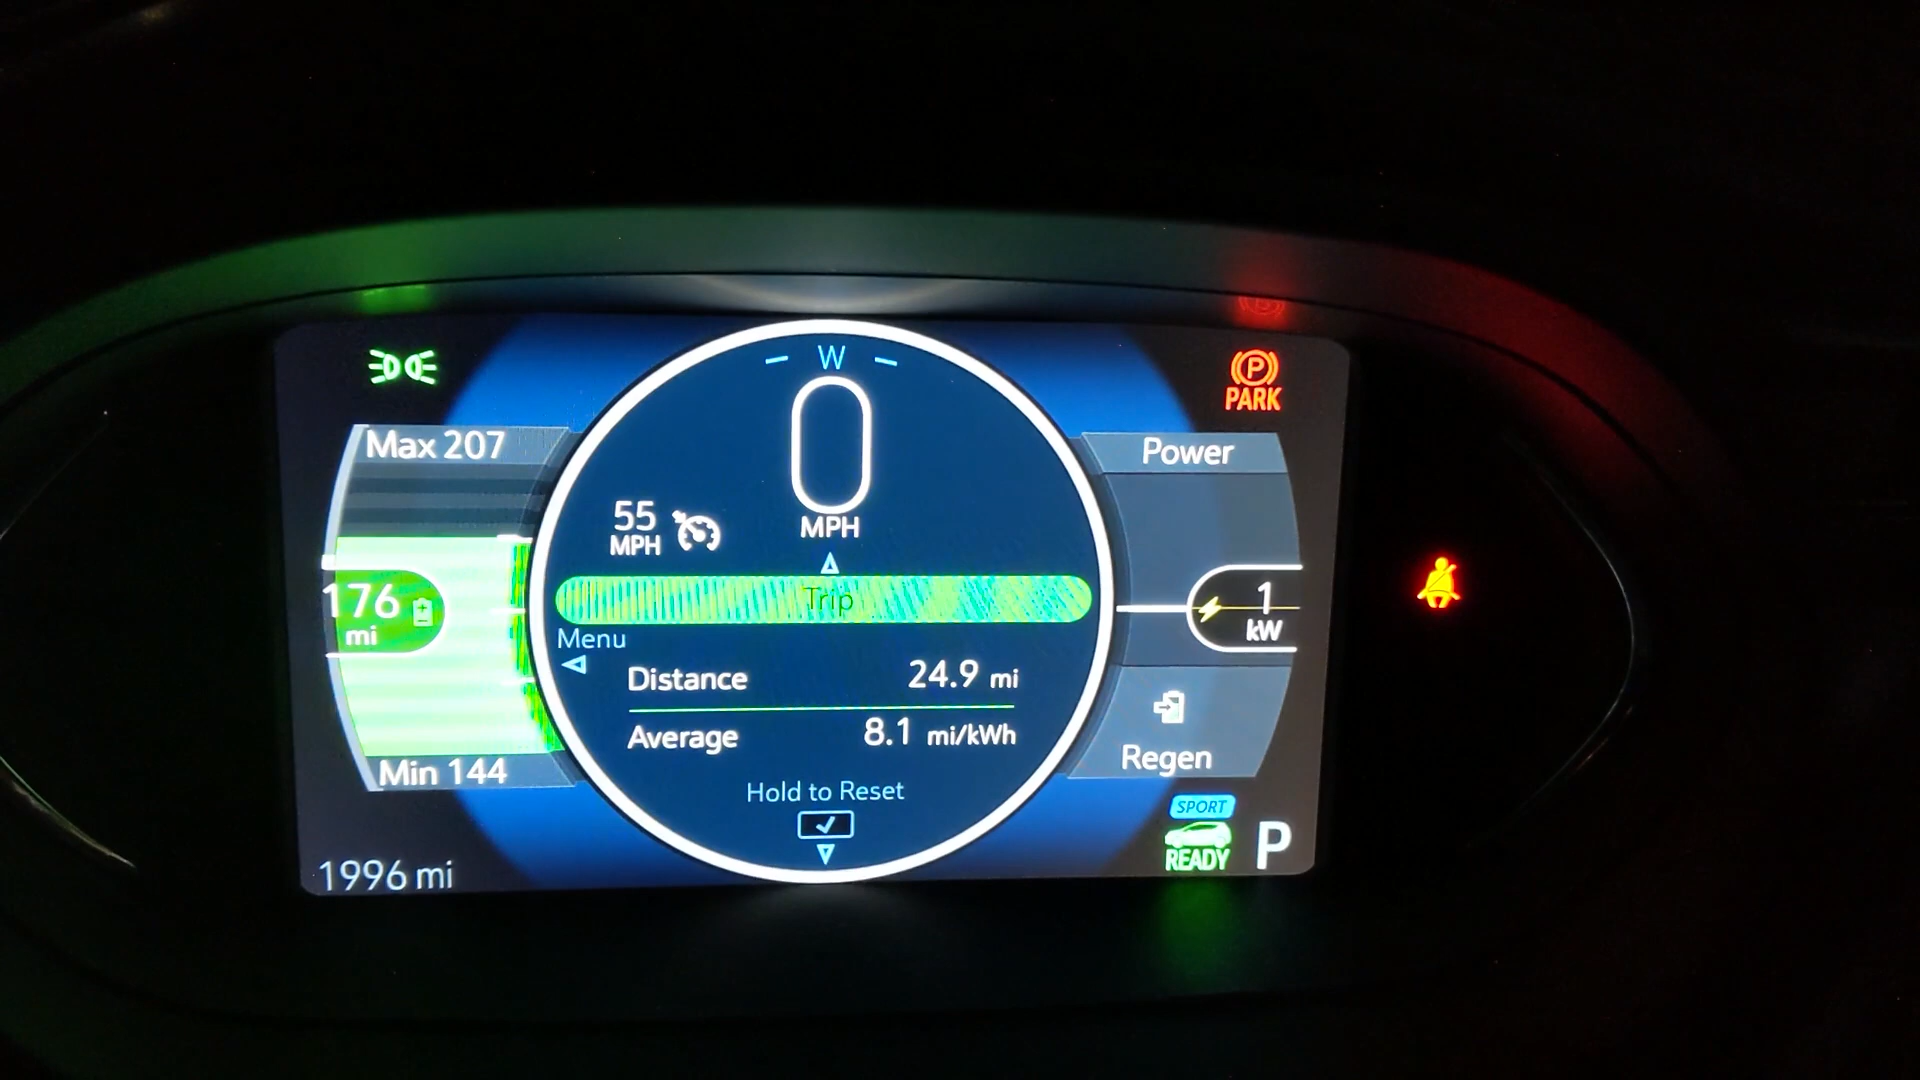 W
P
PARK
Max 207
0
Power
55
MPH
MPH
176
mi
Trip
1
kW
Menu
Distance 24.9 mi
Average 8.1 mi/kWh
Regen
Min 144
Hold to Reset
SPORT
READY
P
1996 mi